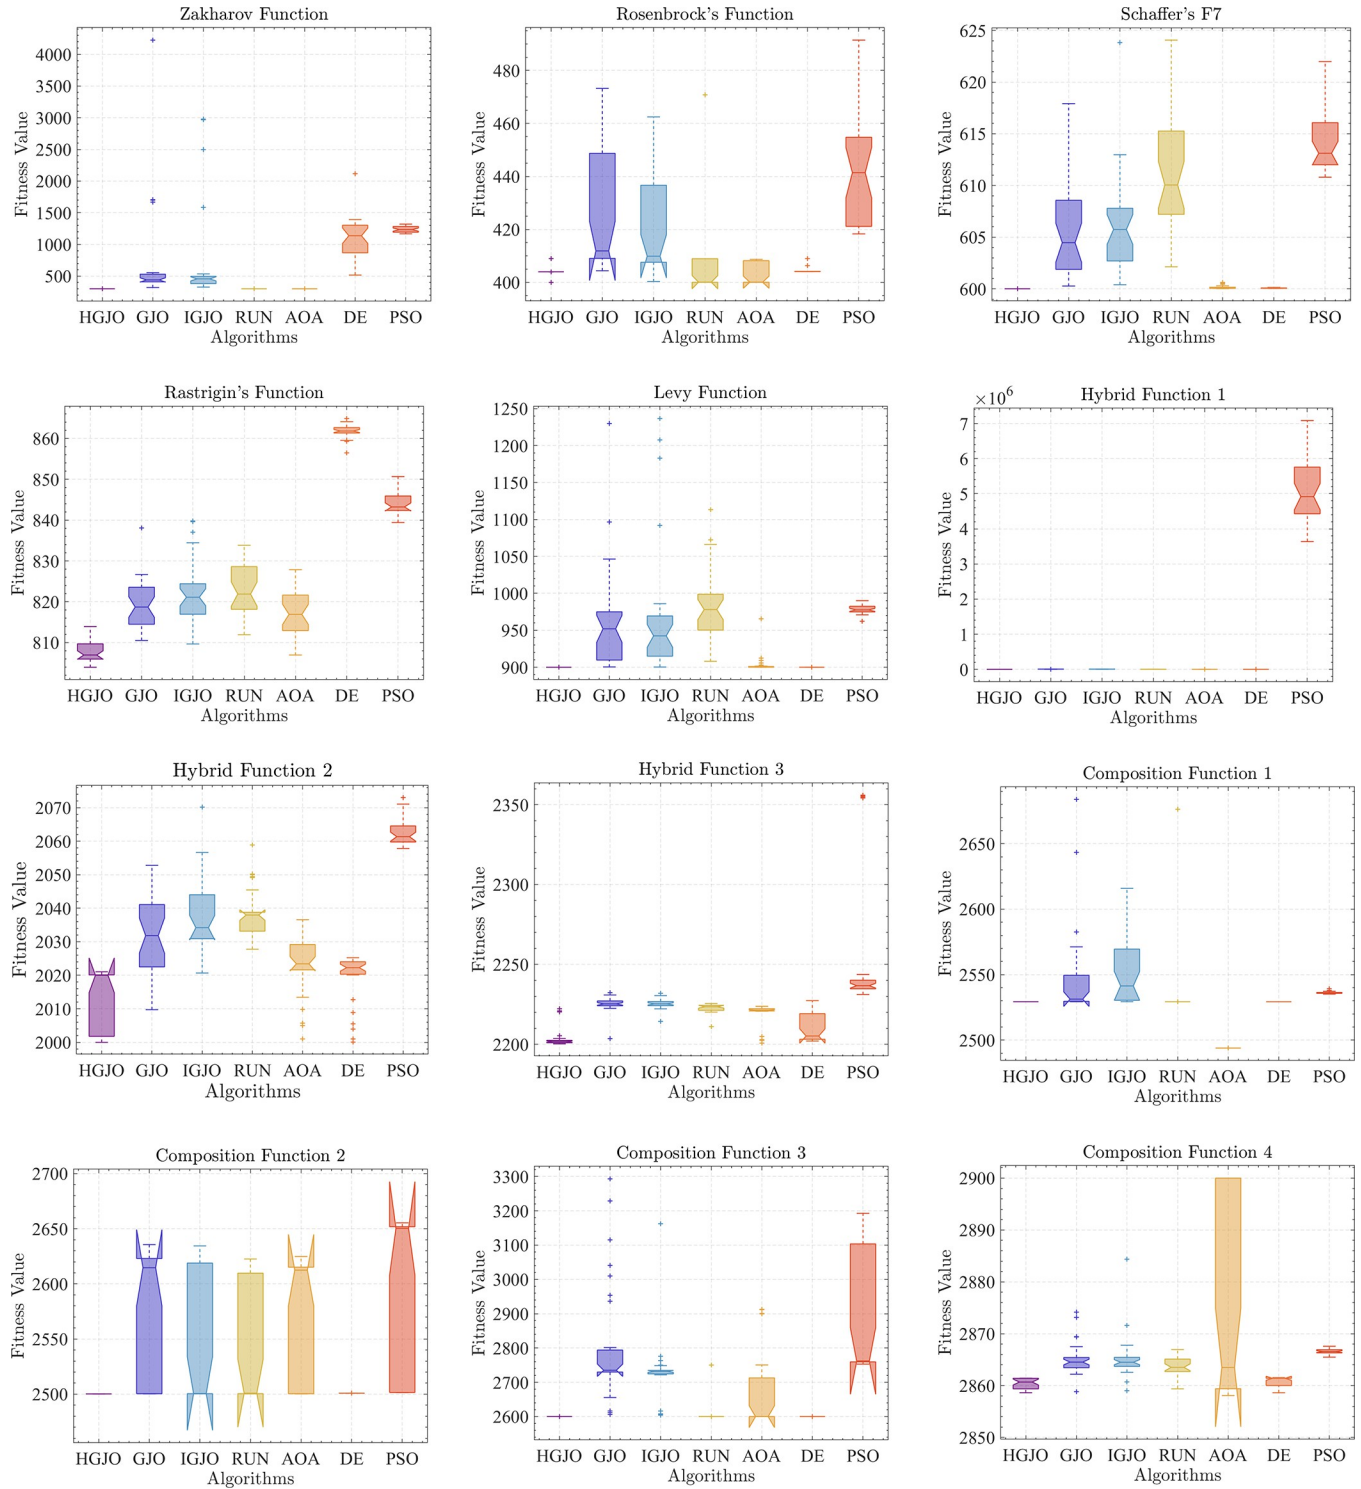 Zakharov Function
Fitness Value
4000
3500
3000
2500
2000
1500
1000
500
HGJO GJO IGJO RUN AOA DE PSO
Algorithms
Rosenbrock's Function
Fitness Value
480
460
440
420
400
HGJO GJO IGJO RUN AOA DE PSO
Algorithms
Schaffer's F7
Fitness Value
625
620
615
610
605
600
HGJO GJO IGJO RUN AOA DE PSO
Algorithms
Rastrigin's Function
Fitness Value
860
850
840
830
820
810
HGJO GJO IGJO RUN AOA DE PSO
Algorithms
Levy Function
Fitness Value
1250
1200
1150
1100
1050
1000
950
900
HGJO GJO IGJO RUN AOA DE PSO
Algorithms
Hybrid Function 1
×10⁶
Fitness Value
7
6
5
4
3
2
1
0
HGJO GJO IGJO RUN AOA DE PSO
Algorithms
Hybrid Function 2
Fitness Value
2070
2060
2050
2040
2030
2020
2010
2000
HGJO GJO IGJO RUN AOA DE PSO
Algorithms
Hybrid Function 3
Fitness Value
2350
2300
2250
2200
HGJO GJO IGJO RUN AOA DE PSO
Algorithms
Composition Function 1
Fitness Value
2650
2600
2550
2500
HGJO GJO IGJO RUN AOA DE PSO
Algorithms
Composition Function 2
Fitness Value
2700
2650
2600
2550
2500
HGJO GJO IGJO RUN AOA DE PSO
Algorithms
Composition Function 3
Fitness Value
3300
3200
3100
3000
2900
2800
2700
2600
HGJO GJO IGJO RUN AOA DE PSO
Algorithms
Composition Function 4
Fitness Value
2900
2890
2880
2870
2860
2850
HGJO GJO IGJO RUN AOA DE PSO
Algorithms